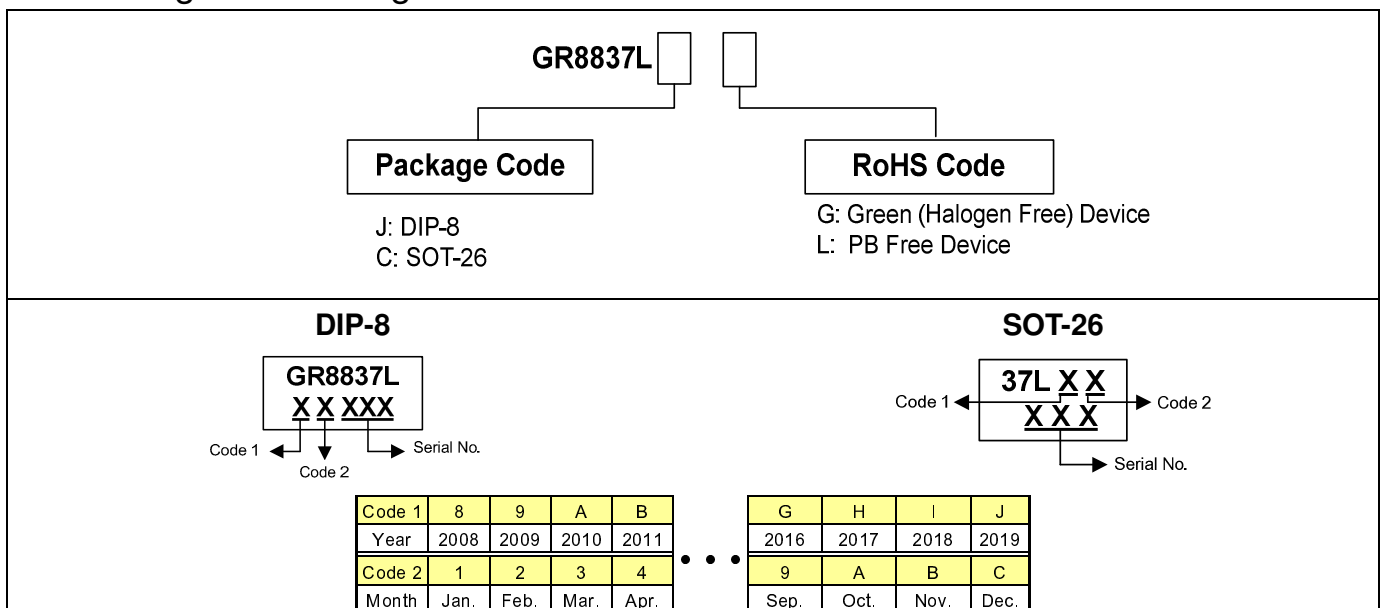 GR8837L
Package Code
RoHS Code
J: DIP-8
C: SOT-26
G: Green (Halogen Free) Device
L: PB Free Device
DIP-8
SOT-26
GR8837L
X X XXX
Code 1
Code 2
Serial No.
37L X X
X X X
Code 1
Code 2
Serial No.
Code 1 8 9 A B G H I J
Year 2008 2009 2010 2011 • • • 2016 2017 2018 2019
Code 2 1 2 3 4 9 A B C
Month Jan. Feb. Mar. Apr. Sep. Oct. Nov. Dec.